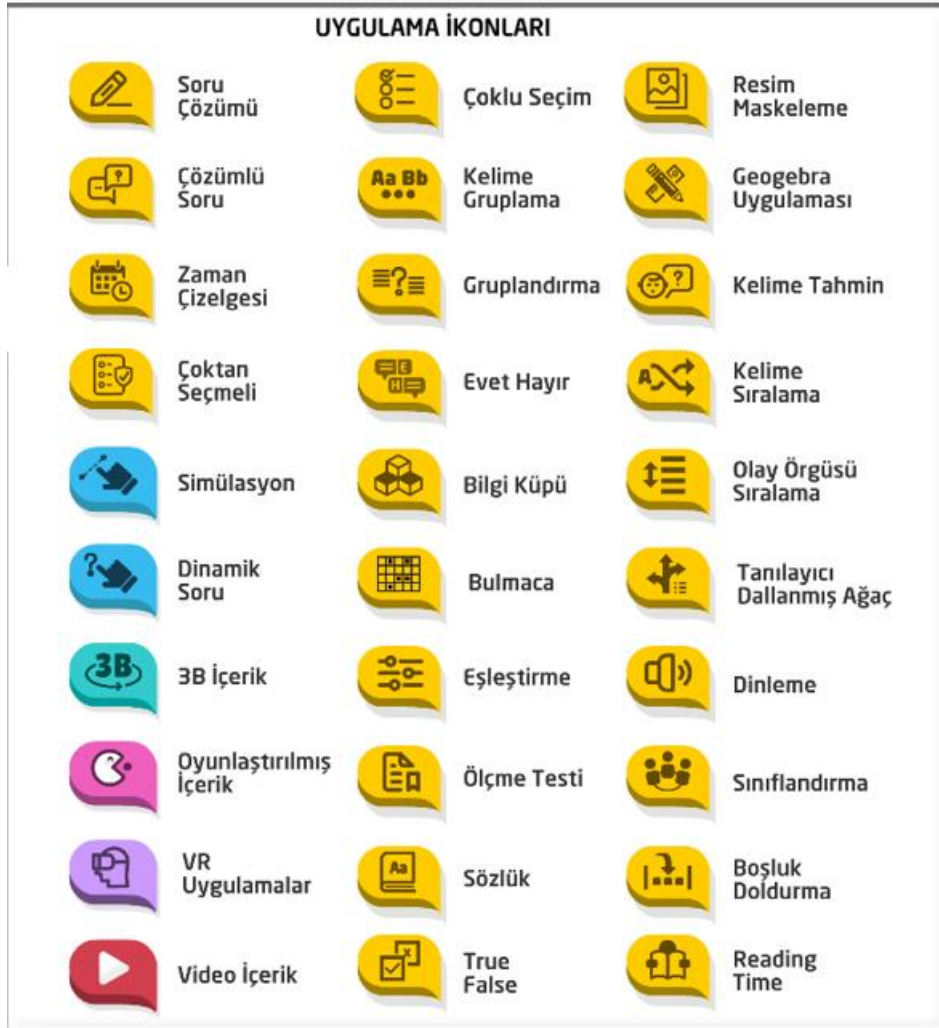 UYGULAMA İKONLARI
Soru
Çözümü
Çözümlü
Soru
Zaman
Çizelgesi
Çoktan
Seçmeli
Simülasyon
Dinamik
Soru
3B
3B İçerik
Oyunlaştırılmış
İçerik
VR
Uygulamalar
Video İçerik
Çoklu Seçim
Aa Bb
Kelime
Gruplama
Gruplandırma
E
H
Evet Hayır
Bilgi Küpü
Bulmaca
Eşleştirme
Ölçme Testi
Aa
Sözlük
True
False
Resim
Maskeleme
Geogebra
Uygulaması
Kelime Tahmin
A
Kelime
Sıralama
Olay Örgüsü
Sıralama
Tanılayıcı
Dallanmış Ağaç
Dinleme
Sınıflandırma
Boşluk
Doldurma
Reading
Time